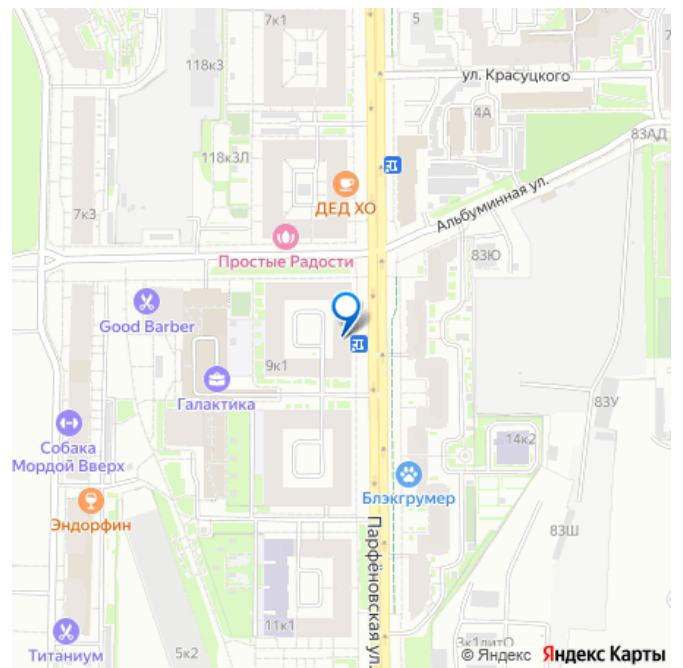 7к1
5
118к3
ул. Красуцкого
4А
83АД
118к3Л
ДЕД ХО
Альбуминная ул.
7к3
Простые Радости
83Ю
Good Barber
9к1
Галактика
83У
Собака
Мордой Вверх
14к2
Блэкгрумер
Эндорфин
83Ш
Парфёновская ул.
11к1
Титаниум
5к2
3к1литО
© Яндекс Яндекс Карты